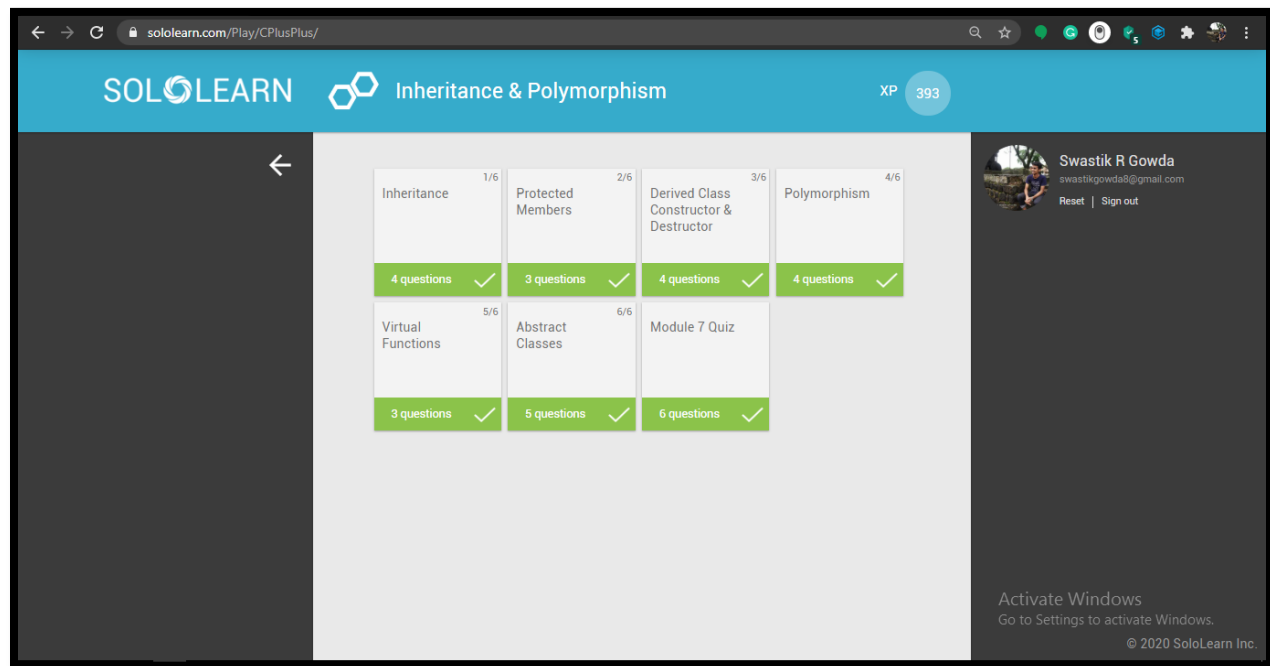 sololearn.com/Play/CPlusPlus/
5
SOLOLEARN
Inheritance & Polymorphism
XP 393
Swastik R Gowda
swastikgowda8@gmail.com
Reset | Sign out
1/6
Inheritance
4 questions
2/6
Protected
Members
3 questions
3/6
Derived Class
Constructor &
Destructor
4 questions
4/6
Polymorphism
4 questions
5/6
Virtual
Functions
3 questions
6/6
Abstract
Classes
5 questions
Module 7 Quiz
6 questions
Activate Windows
Go to Settings to activate Windows.
© 2020 SoloLearn Inc.